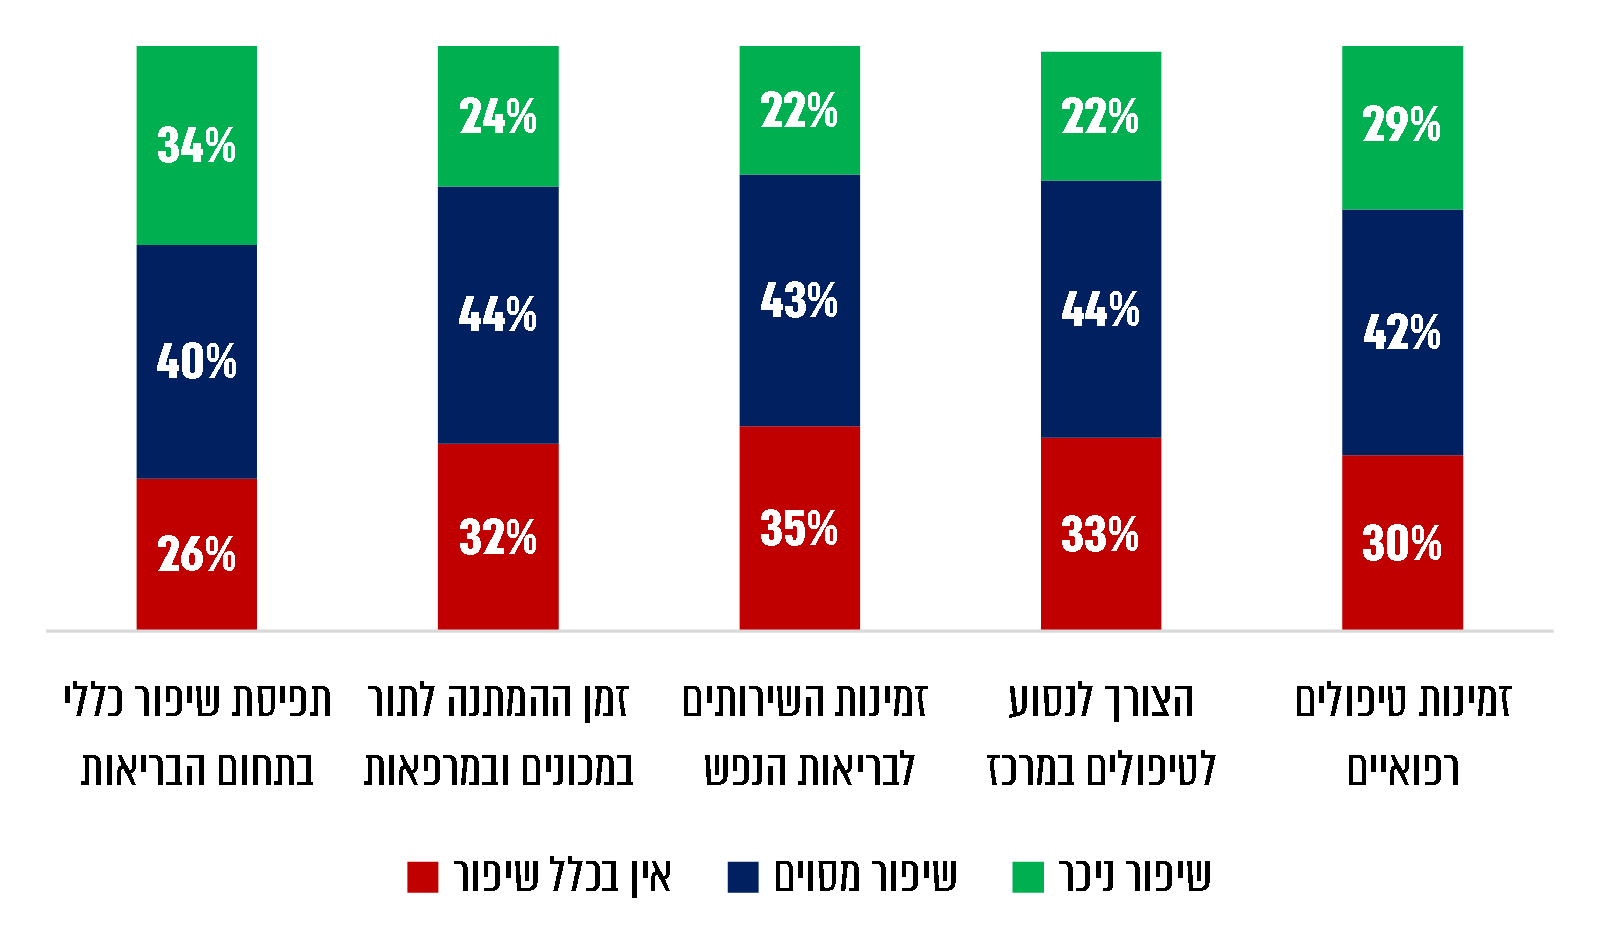 34%
24%
22%
22%
29%
40%
44%
43%
44%
42%
26%
32%
35%
33%
30%
זמינות טיפולים
רפואיים
הצורך לנסוע
לטיפולים במרכז
זמינות השירותים
לבריאות הנפש
זמן ההמתנה לתור
במכונים ובמרפאות
תפיסת שיפור כללי
בתחום הבריאות
שיפור ניכר
שיפור מסוים
אין בכלל שיפור